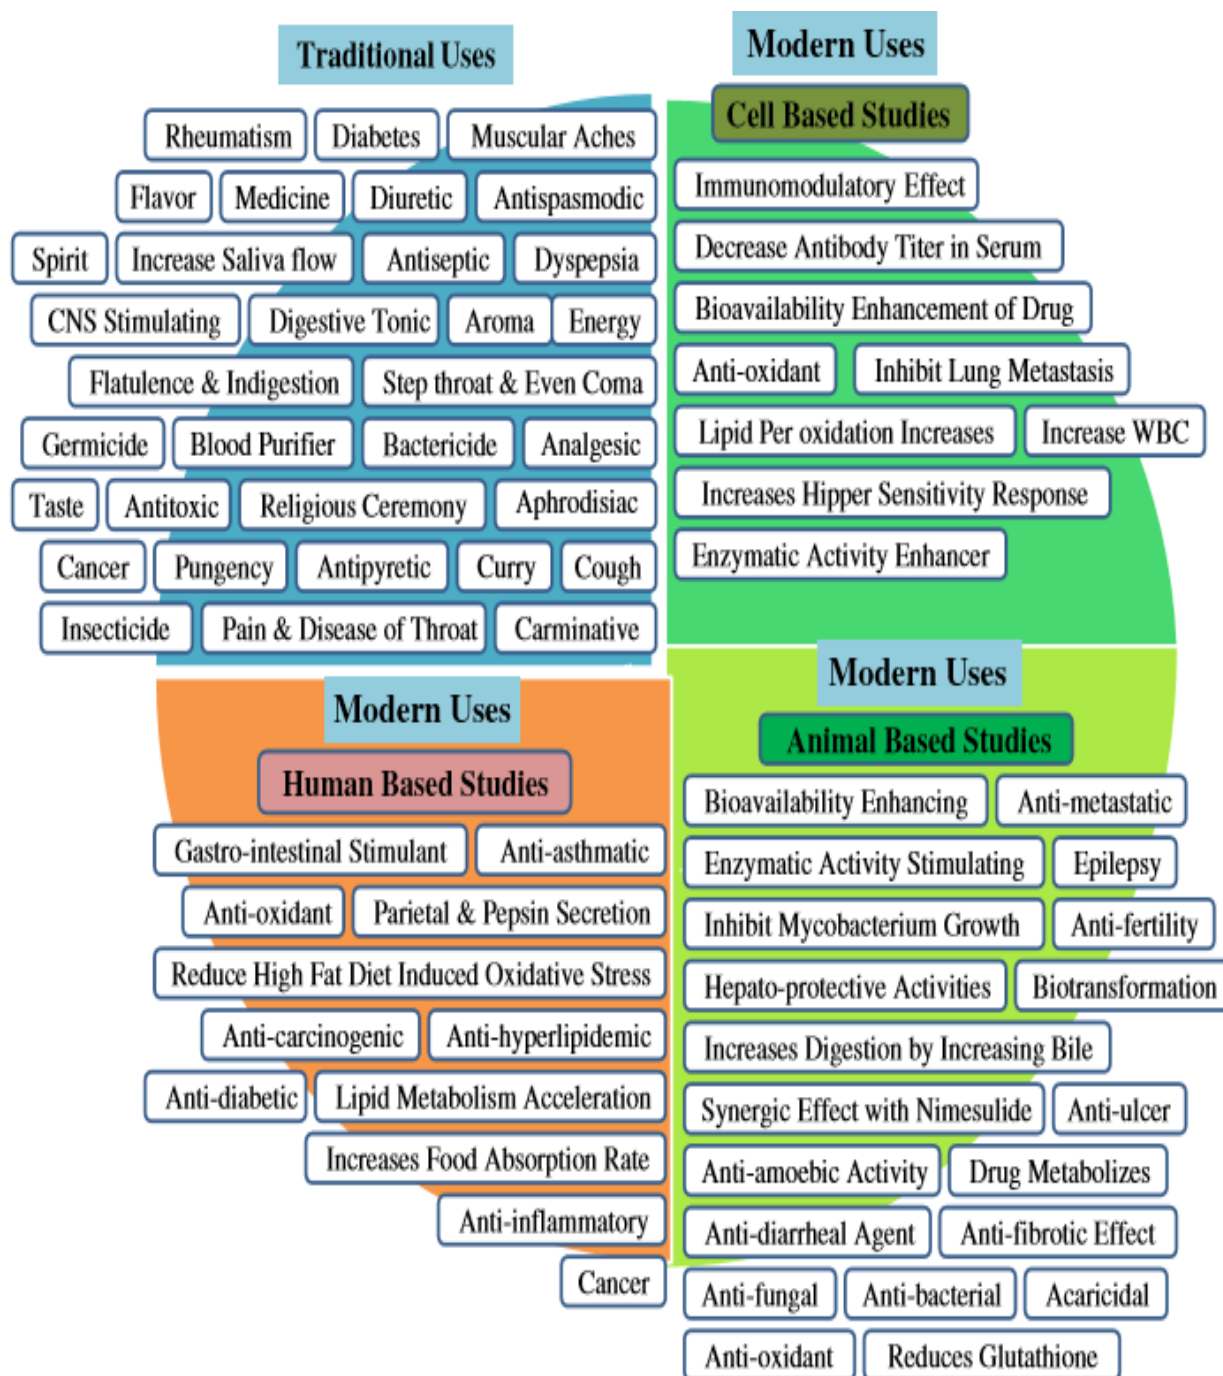 Traditional Uses
Rheumatism Diabetes Muscular Aches
Flavor Medicine Diuretic Antispasmodic
Spirit Increase Saliva flow Antiseptic Dyspepsia
CNS Stimulating Digestive Tonic Aroma Energy
Flatulence & Indigestion Step throat & Even Coma
Germicide Blood Purifier Bactericide Analgesic
Taste Antitoxic Religious Ceremony Aphrodisiac
Cancer Pungency Antipyretic Curry Cough
Insecticide Pain & Disease of Throat Carminative
Modern Uses
Cell Based Studies
Immunomodulatory Effect
Decrease Antibody Titer in Serum
Bioavailability Enhancement of Drug
Anti-oxidant Inhibit Lung Metastasis
Lipid Per oxidation Increases Increase WBC
Increases Hipper Sensitivity Response
Enzymatic Activity Enhancer
Modern Uses
Human Based Studies
Gastro-intestinal Stimulant Anti-asthmatic
Anti-oxidant Parietal & Pepsin Secretion
Reduce High Fat Diet Induced Oxidative Stress
Anti-carcinogenic Anti-hyperlipidemic
Anti-diabetic Lipid Metabolism Acceleration
Increases Food Absorption Rate
Anti-inflammatory
Cancer
Modern Uses
Animal Based Studies
Bioavailability Enhancing Anti-metastatic
Enzymatic Activity Stimulating Epilepsy
Inhibit Mycobacterium Growth Anti-fertility
Hepato-protective Activities Biotransformation
Increases Digestion by Increasing Bile
Synergic Effect with Nimesulide Anti-ulcer
Anti-amoebic Activity Drug Metabolizes
Anti-diarrheal Agent Anti-fibrotic Effect
Anti-fungal Anti-bacterial Acaricidal
Anti-oxidant Reduces Glutathione